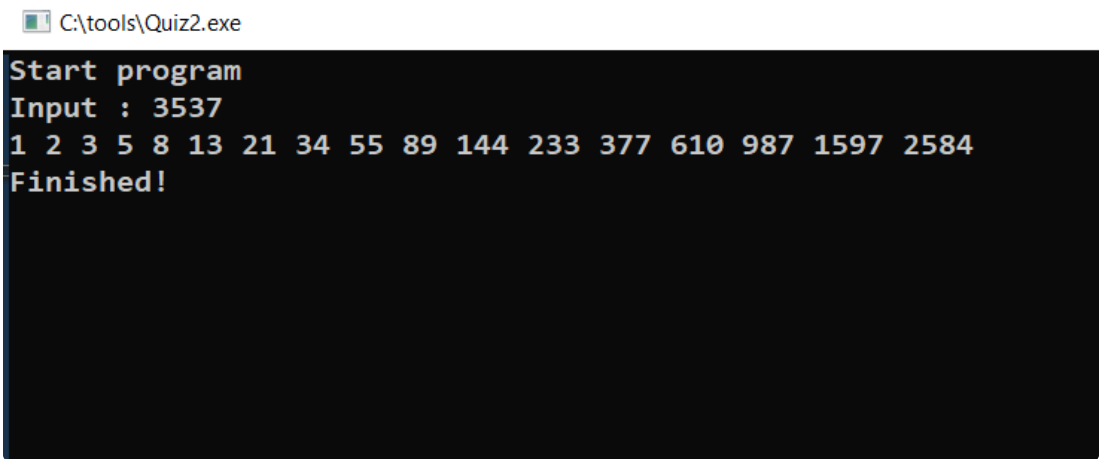 C:\tools\Quiz2.exe
Start program
Input : 3537
1 2 3 5 8 13 21 34 55 89 144 233 377 610 987 1597 2584
Finished!